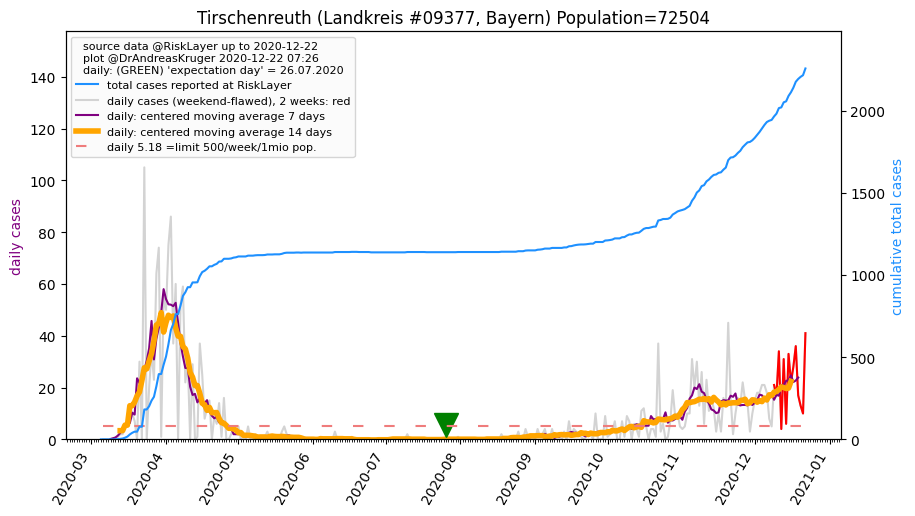 Tirschenreuth (Landkreis #09377, Bayern) Population=72504
source data @RiskLayer up to 2020-12-22
plot @DrAndreasKruger 2020-12-22 07:26
daily: (GREEN) 'expectation day' = 26.07.2020
total cases reported at RiskLayer
daily cases (weekend-flawed), 2 weeks: red
daily: centered moving average 7 days
daily: centered moving average 14 days
daily 5.18 =limit 500/week/1mio pop.
daily cases
140
120
100
80
60
40
20
0
cumulative total cases
2000
1500
1000
500
0
2020-03
2020-04
2020-05
2020-06
2020-07
2020-08
2020-09
2020-10
2020-11
2020-12
2021-01